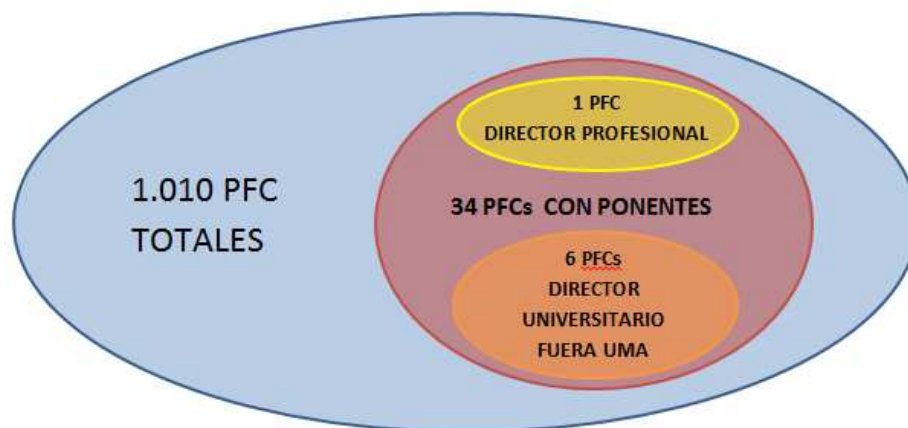 1.010 PFC
TOTALES
1 PFC
DIRECTOR PROFESIONAL
34 PFCs CON PONENTES
6 PFCs
DIRECTOR
UNIVERSITARIO
FUERA UMA